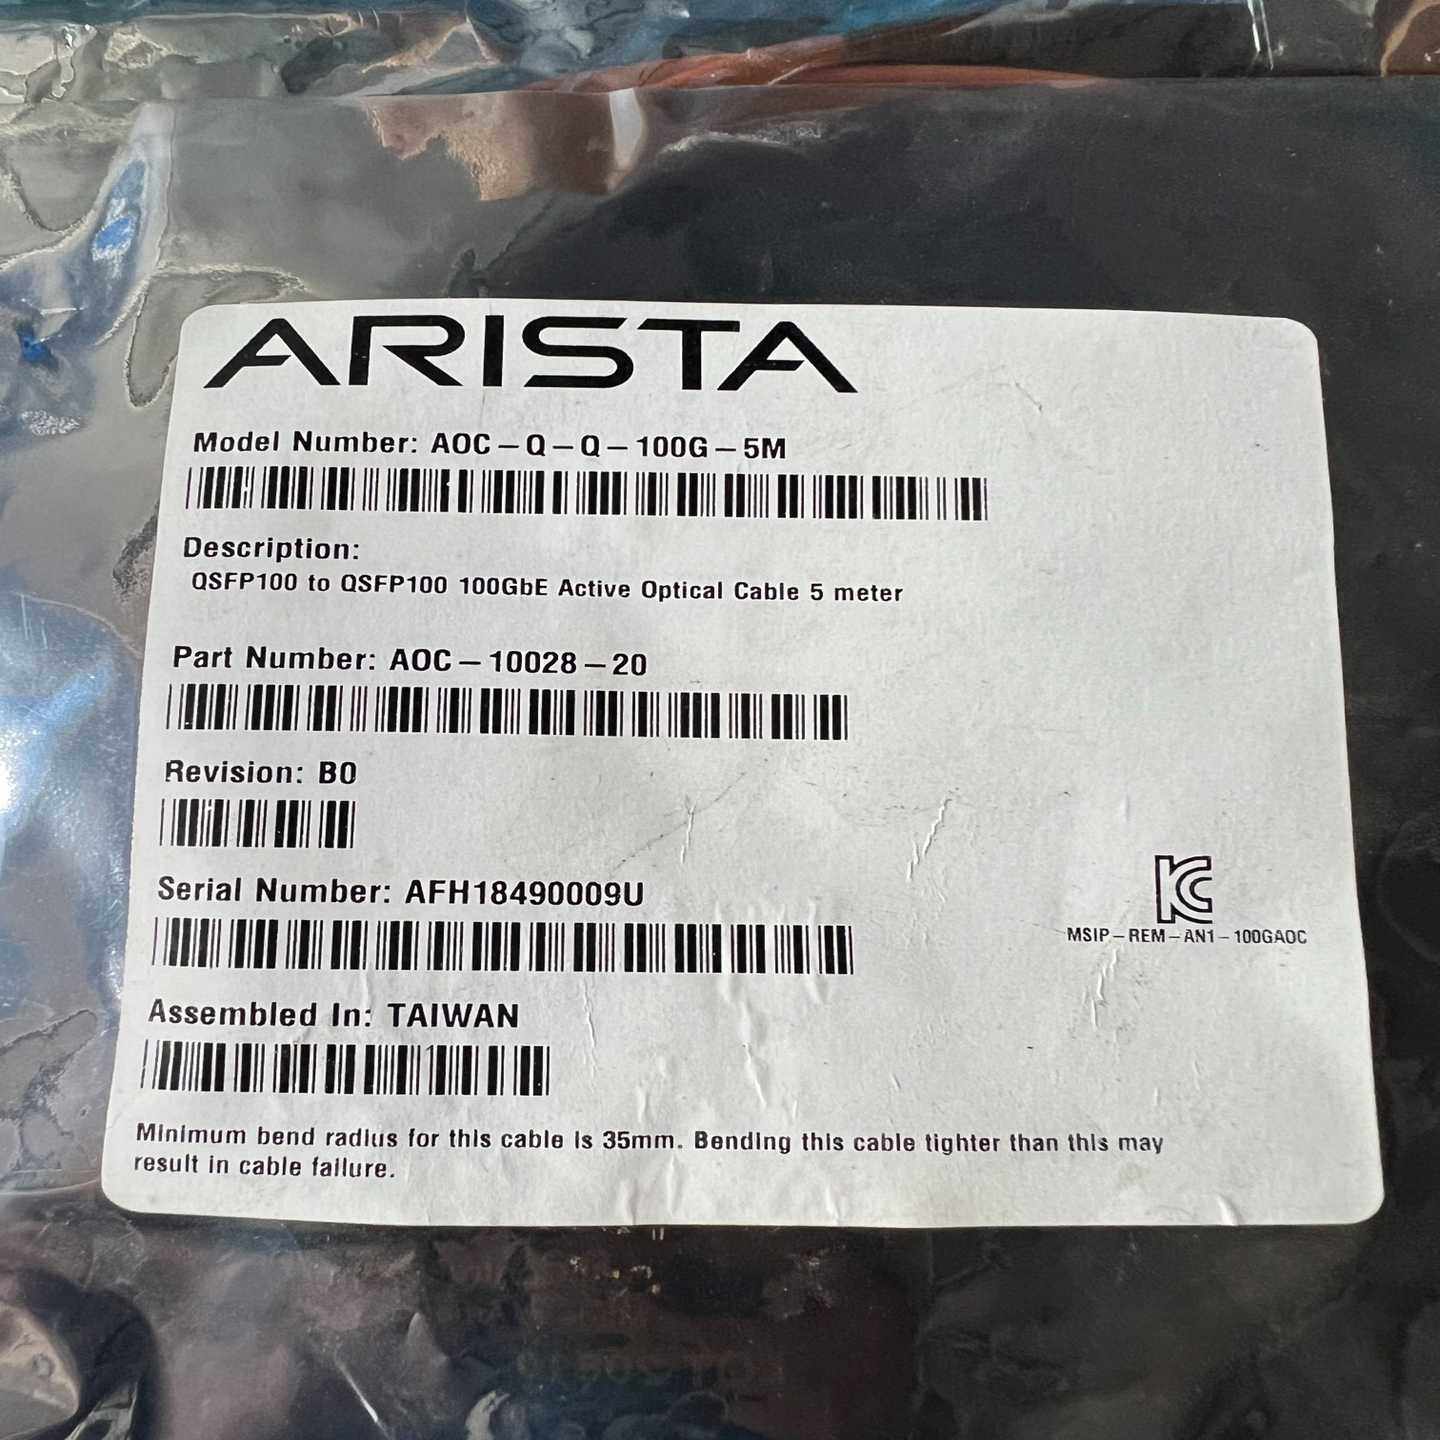 ARISTA
Model Number: AOC-Q-Q-100G-5M
Description:
QSFP100 to QSFP100 100GbE Active Optical Cable 5 meter
Part Number: AOC-10028-20
Revision: B0
Serial Number: AFH18490009U
KC
MSIP-REM-AN1-100GAOC
Assembled In: TAIWAN
Minimum bend radius for this cable is 35mm. Bending this cable tighter than this may
result in cable failure.